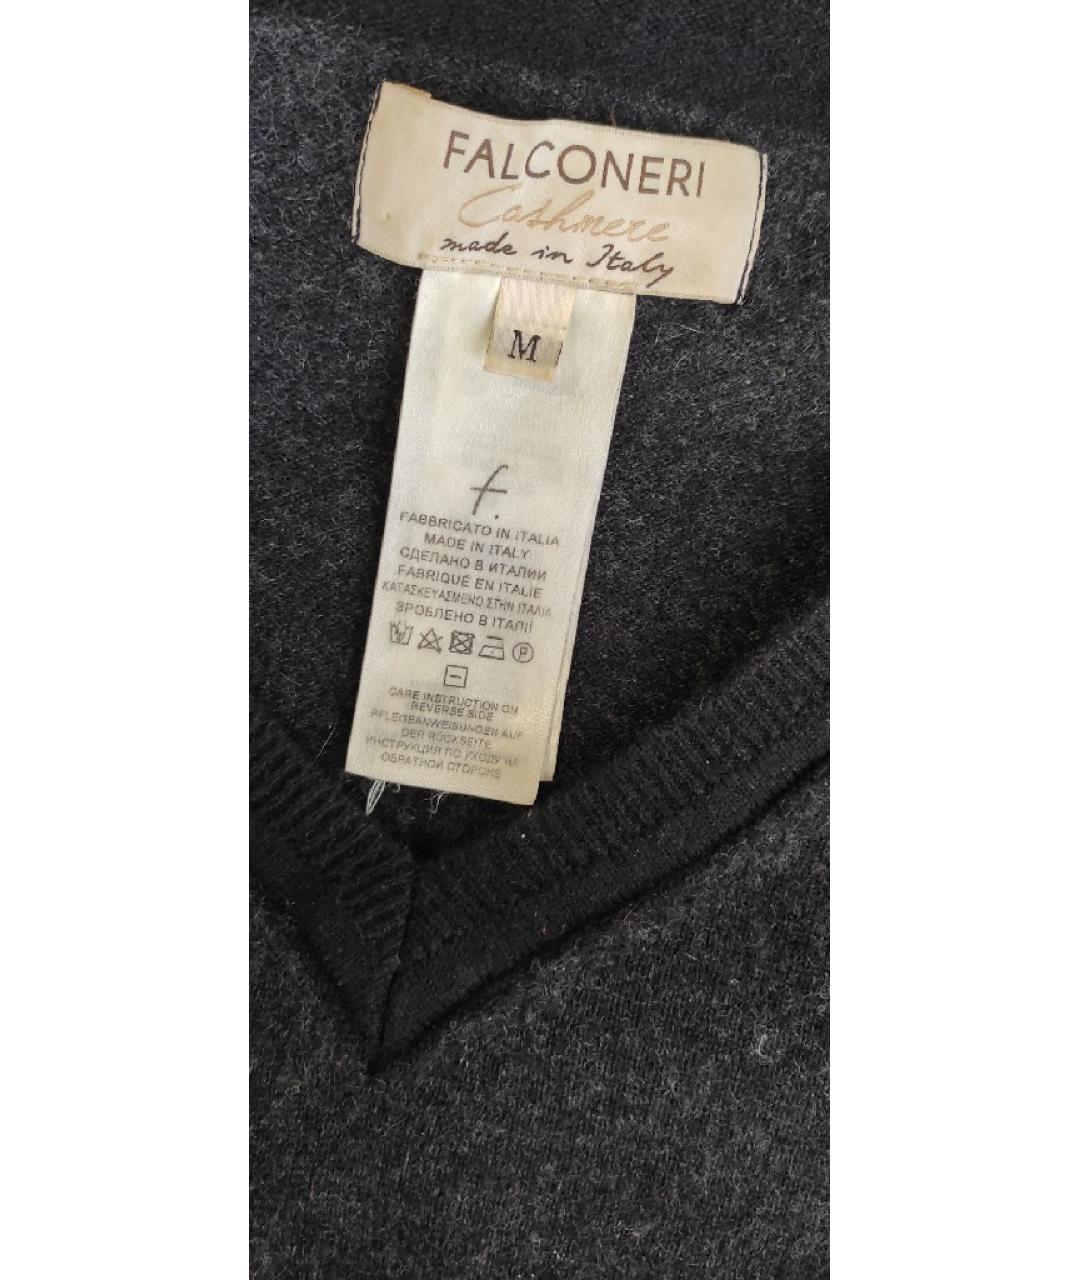 FALCONERI
Cashmere
made in Italy
M
f.
FABBRICATO IN ITALIA
MADE IN ITALY
СДЕЛАНО В ИТАЛИИ
FABRIQUÉ EN ITALIE
ΚΑΤΑΣΚΕΥΑΣΜΕΝΟ ΣΤΗΝ ΙΤΑΛΙΑ
ЗРОБЛЕНО В ІТАЛІЇ
P
CARE INSTRUCTION ON
REVERSE SIDE
PFLEGEANWEISUNGEN AUF
DER RÜCKSEITE
ИНСТРУКЦИЯ ПО УХОДУ НА
ОБРАТНОЙ СТОРОНЕ